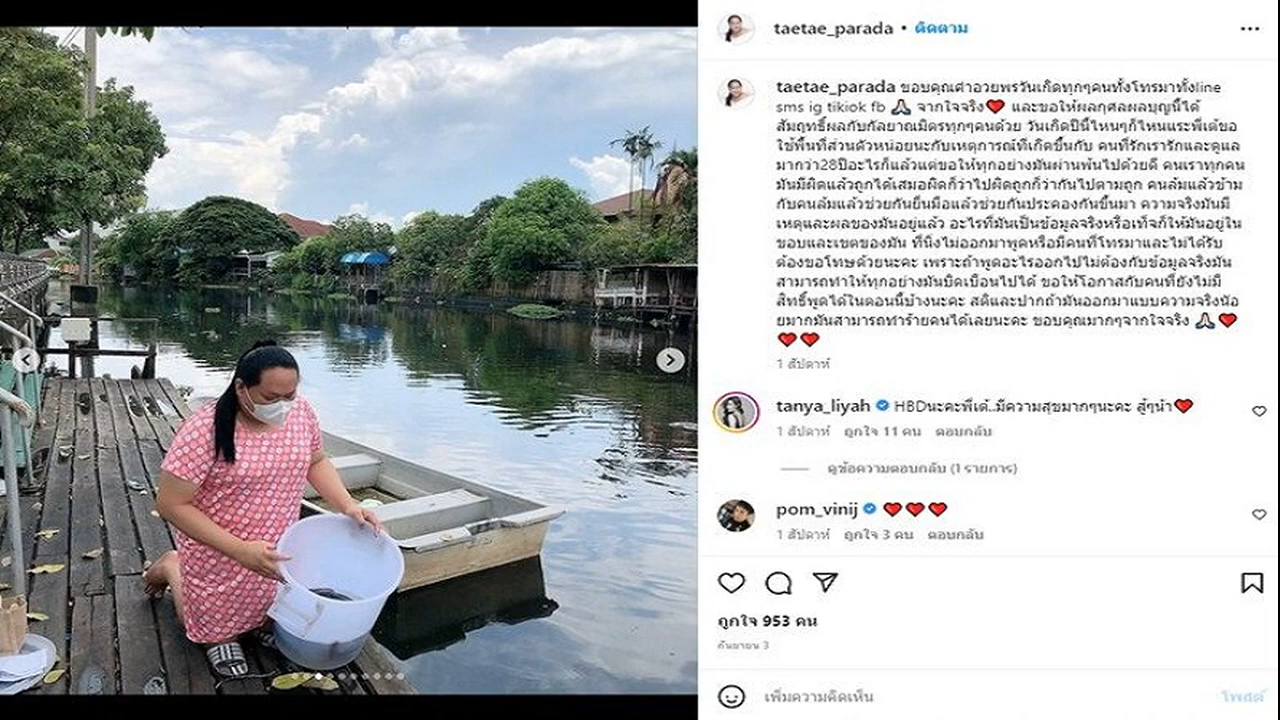 taetae_parada • ติดตาม
taetae_parada ขอบคุณคำอวยพรวันเกิดทุกๆคนทั้งโทรมาทั้งline
sms ig tikiok fb 🙏 จากใจจริง❤️ และขอให้ผลกุศลผลบุญนี้ได้
สัมฤทธิ์ผลกับกัลยาณมิตรทุกๆคนด้วย วันเกิดปีนี้ไหนๆก็ไหนแระพี่เต้ขอ
ใช้พื้นที่ส่วนตัวหน่อยนะกับเหตุการณ์ที่เกิดขึ้นกับ คนที่รักเรารักและดูแล
มากว่า28ปีอะไรก็แล้วแต่ขอให้ทุกอย่างมันผ่านพ้นไปด้วยดี คนเราทุกคน
มันมีผิดแล้วถูกได้เสมอผิดก็ว่าไปผิดถูกก็ว่ากันไปตามถูก คนล้มแล้วข้าม
กับคนล้มแล้วช่วยกันยื่นมือแล้วช่วยกันประคองกันขึ้นมา ความจริงมันมี
เหตุและผลของมันอยู่แล้ว อะไรที่มันเป็นข้อมูลจริงหรือเท็จก็ให้มันอยู่ใน
ขอบและเขตของมัน ที่นิ่งไม่ออกมาพูดหรือมีคนที่โทรมาและไม่ได้รับ
ต้องขอโทษด้วยนะคะ เพราะถ้าพูดอะไรออกไปไม่ต้องกับข้อมูลจริงมัน
สามารถทำให้ทุกอย่างมันบิดเบือนไปได้ ขอให้โอกาสกับคนที่ยังไม่มี
สิทธิ์พูดได้ในตอนนี้บ้างนะคะ สติและปากถ้ามันออกมาแบบความจริงน้อ
ยมากมันสามารถทำร้ายคนได้เลยนะคะ ขอบคุณมากๆจากใจจริง 🙏❤️
❤️❤️
1 สัปดาห์
tanya_liyah HBDนะคะพี่เต้..มีความสุขมากๆนะคะ สู้ๆน้า❤️
1 สัปดาห์ ถูกใจ 11 คน ตอบกลับ
ดูข้อความตอบกลับ (1 รายการ)
pom_vinij ❤️❤️❤️
1 สัปดาห์ ถูกใจ 3 คน ตอบกลับ
ถูกใจ 953 คน
กันยายน 3
เพิ่มความคิดเห็น
โพสต์